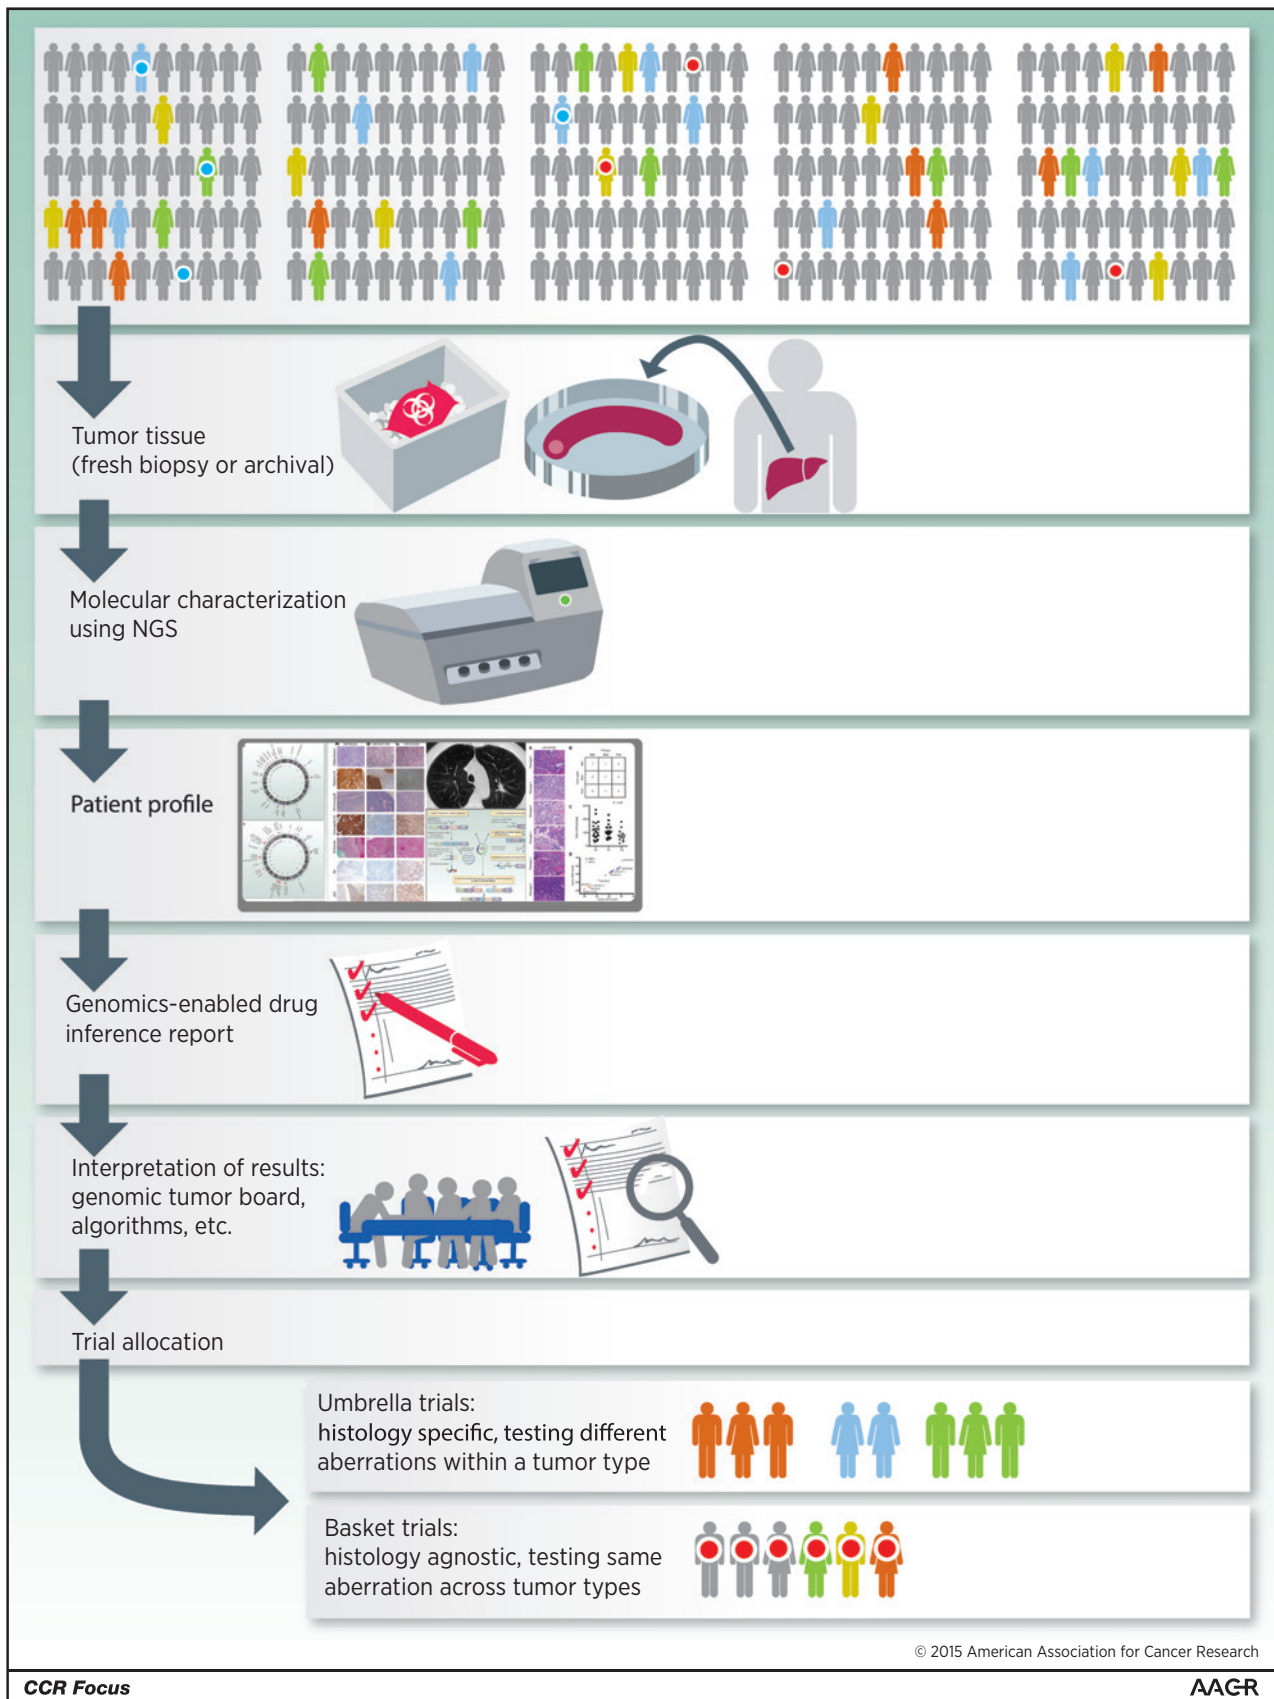 Tumor tissue
(fresh biopsy or archival)
Molecular characterization
using NGS
Patient profile
Genomics-enabled drug
inference report
Interpretation of results:
genomic tumor board,
algorithms, etc.
Trial allocation
Umbrella trials:
histology specific, testing different
aberrations within a tumor type
Basket trials:
histology agnostic, testing same
aberration across tumor types
© 2015 American Association for Cancer Research
CCR Focus
AACR